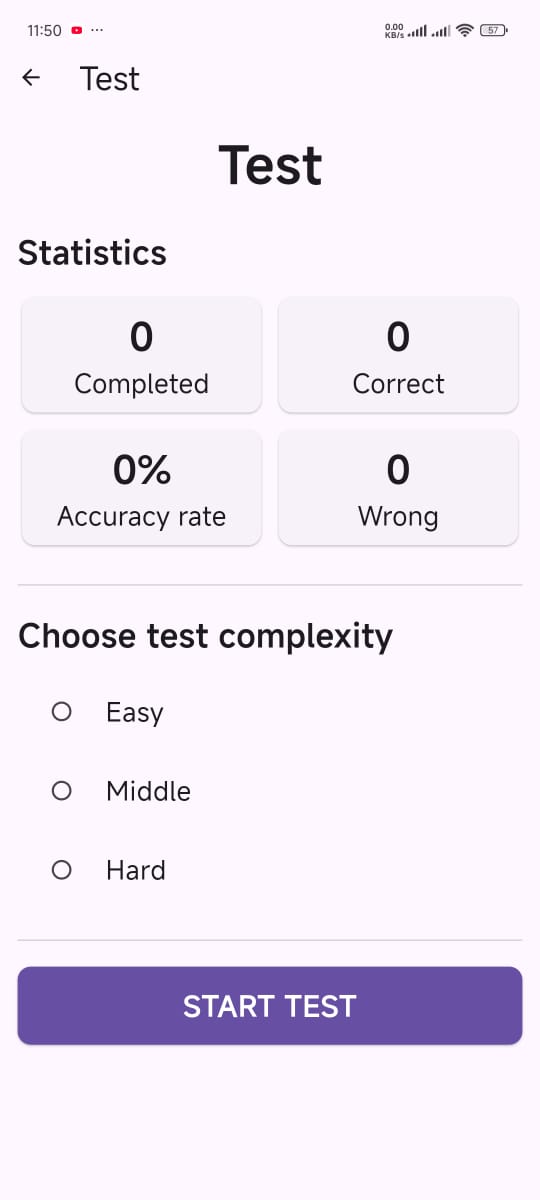 11:50 ... 0.00 KB/s 57
Test
Test
Statistics
0 0
Completed Correct
0% 0
Accuracy rate Wrong
Choose test complexity
Easy
Middle
Hard
START TEST